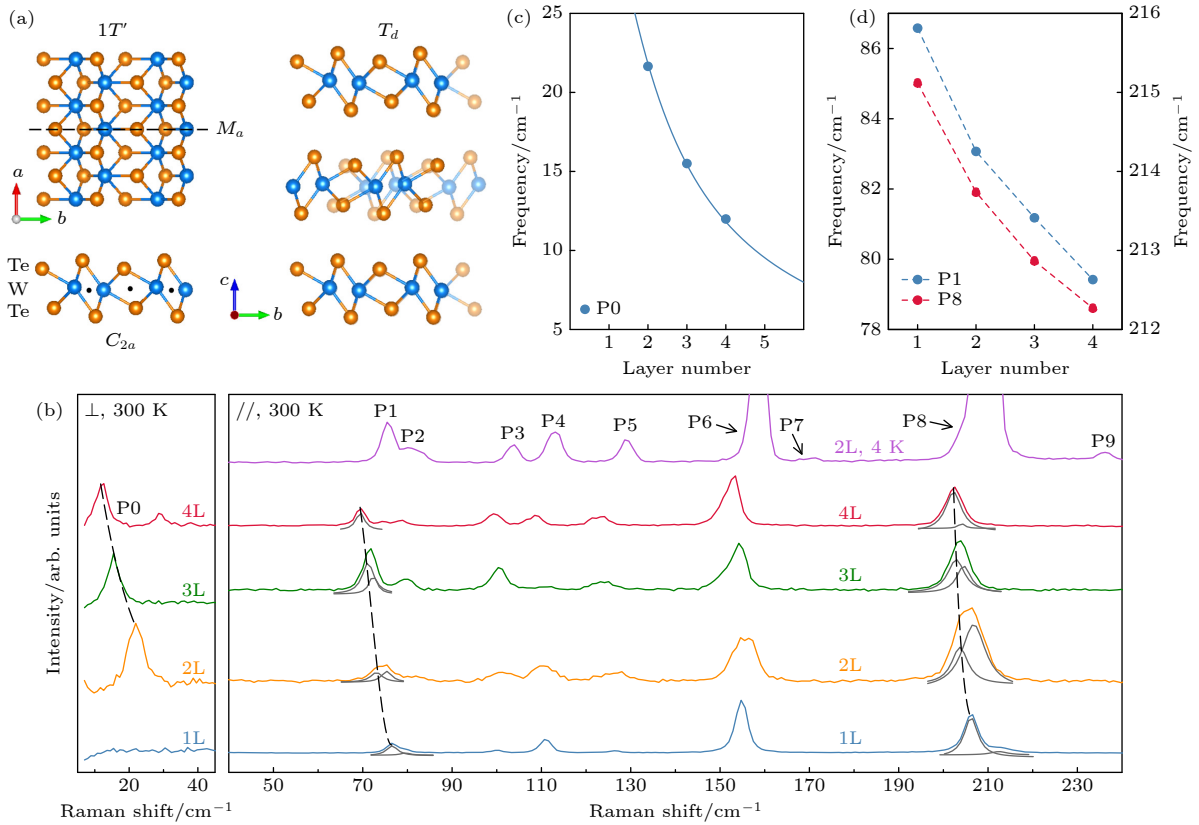 (a)
1T′
T_d
M_a
a
b
Te
W
Te
C_{2a}
c
b
(c)
25
20
15
10
5
Frequency/cm⁻¹
P0
1 2 3 4 5
Layer number
(d)
86
84
82
80
78
Frequency/cm⁻¹
216
215
214
213
212
Frequency/cm⁻¹
P1
P8
1 2 3 4
Layer number
(b)
⊥, 300 K
//, 300 K
P0
4L
3L
2L
1L
P1
P2
P3
P4
P5
P6
P7
2L, 4 K
P8
P9
4L
3L
2L
1L
Intensity/arb. units
20 40
Raman shift/cm⁻¹
50 70 90 110 130 150 170 190 210 230
Raman shift/cm⁻¹